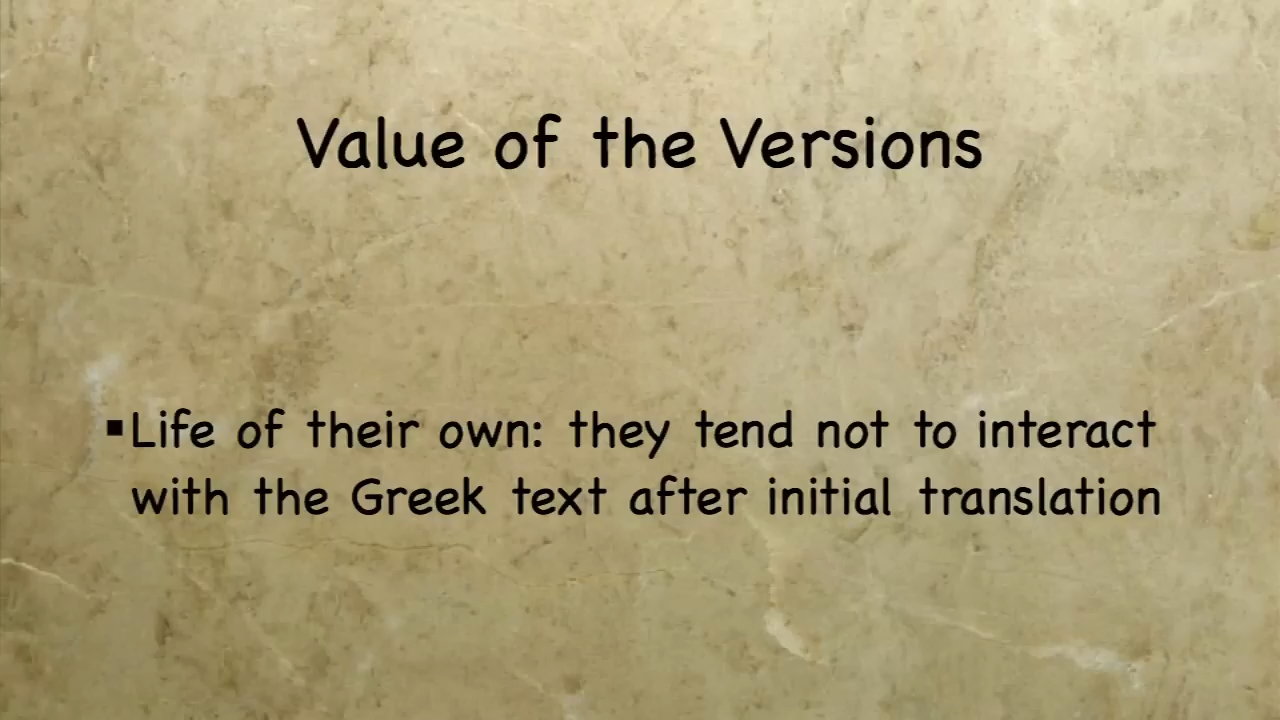 Value of the Versions
▪Life of their own: they tend not to interact
with the Greek text after initial translation